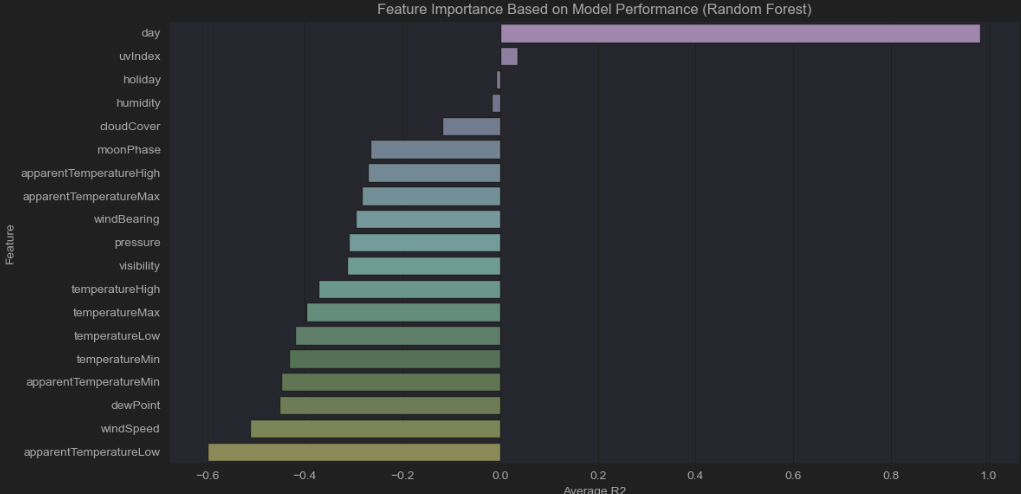 Feature Importance Based on Model Performance (Random Forest)
day
uvIndex
holiday
humidity
cloudCover
moonPhase
apparentTemperatureHigh
apparentTemperatureMax
windBearing
pressure
visibility
temperatureHigh
temperatureMax
temperatureLow
temperatureMin
apparentTemperatureMin
dewPoint
windSpeed
apparentTemperatureLow
Feature
−0.6 −0.4 −0.2 0.0 0.2 0.4 0.6 0.8 1.0
Average R2